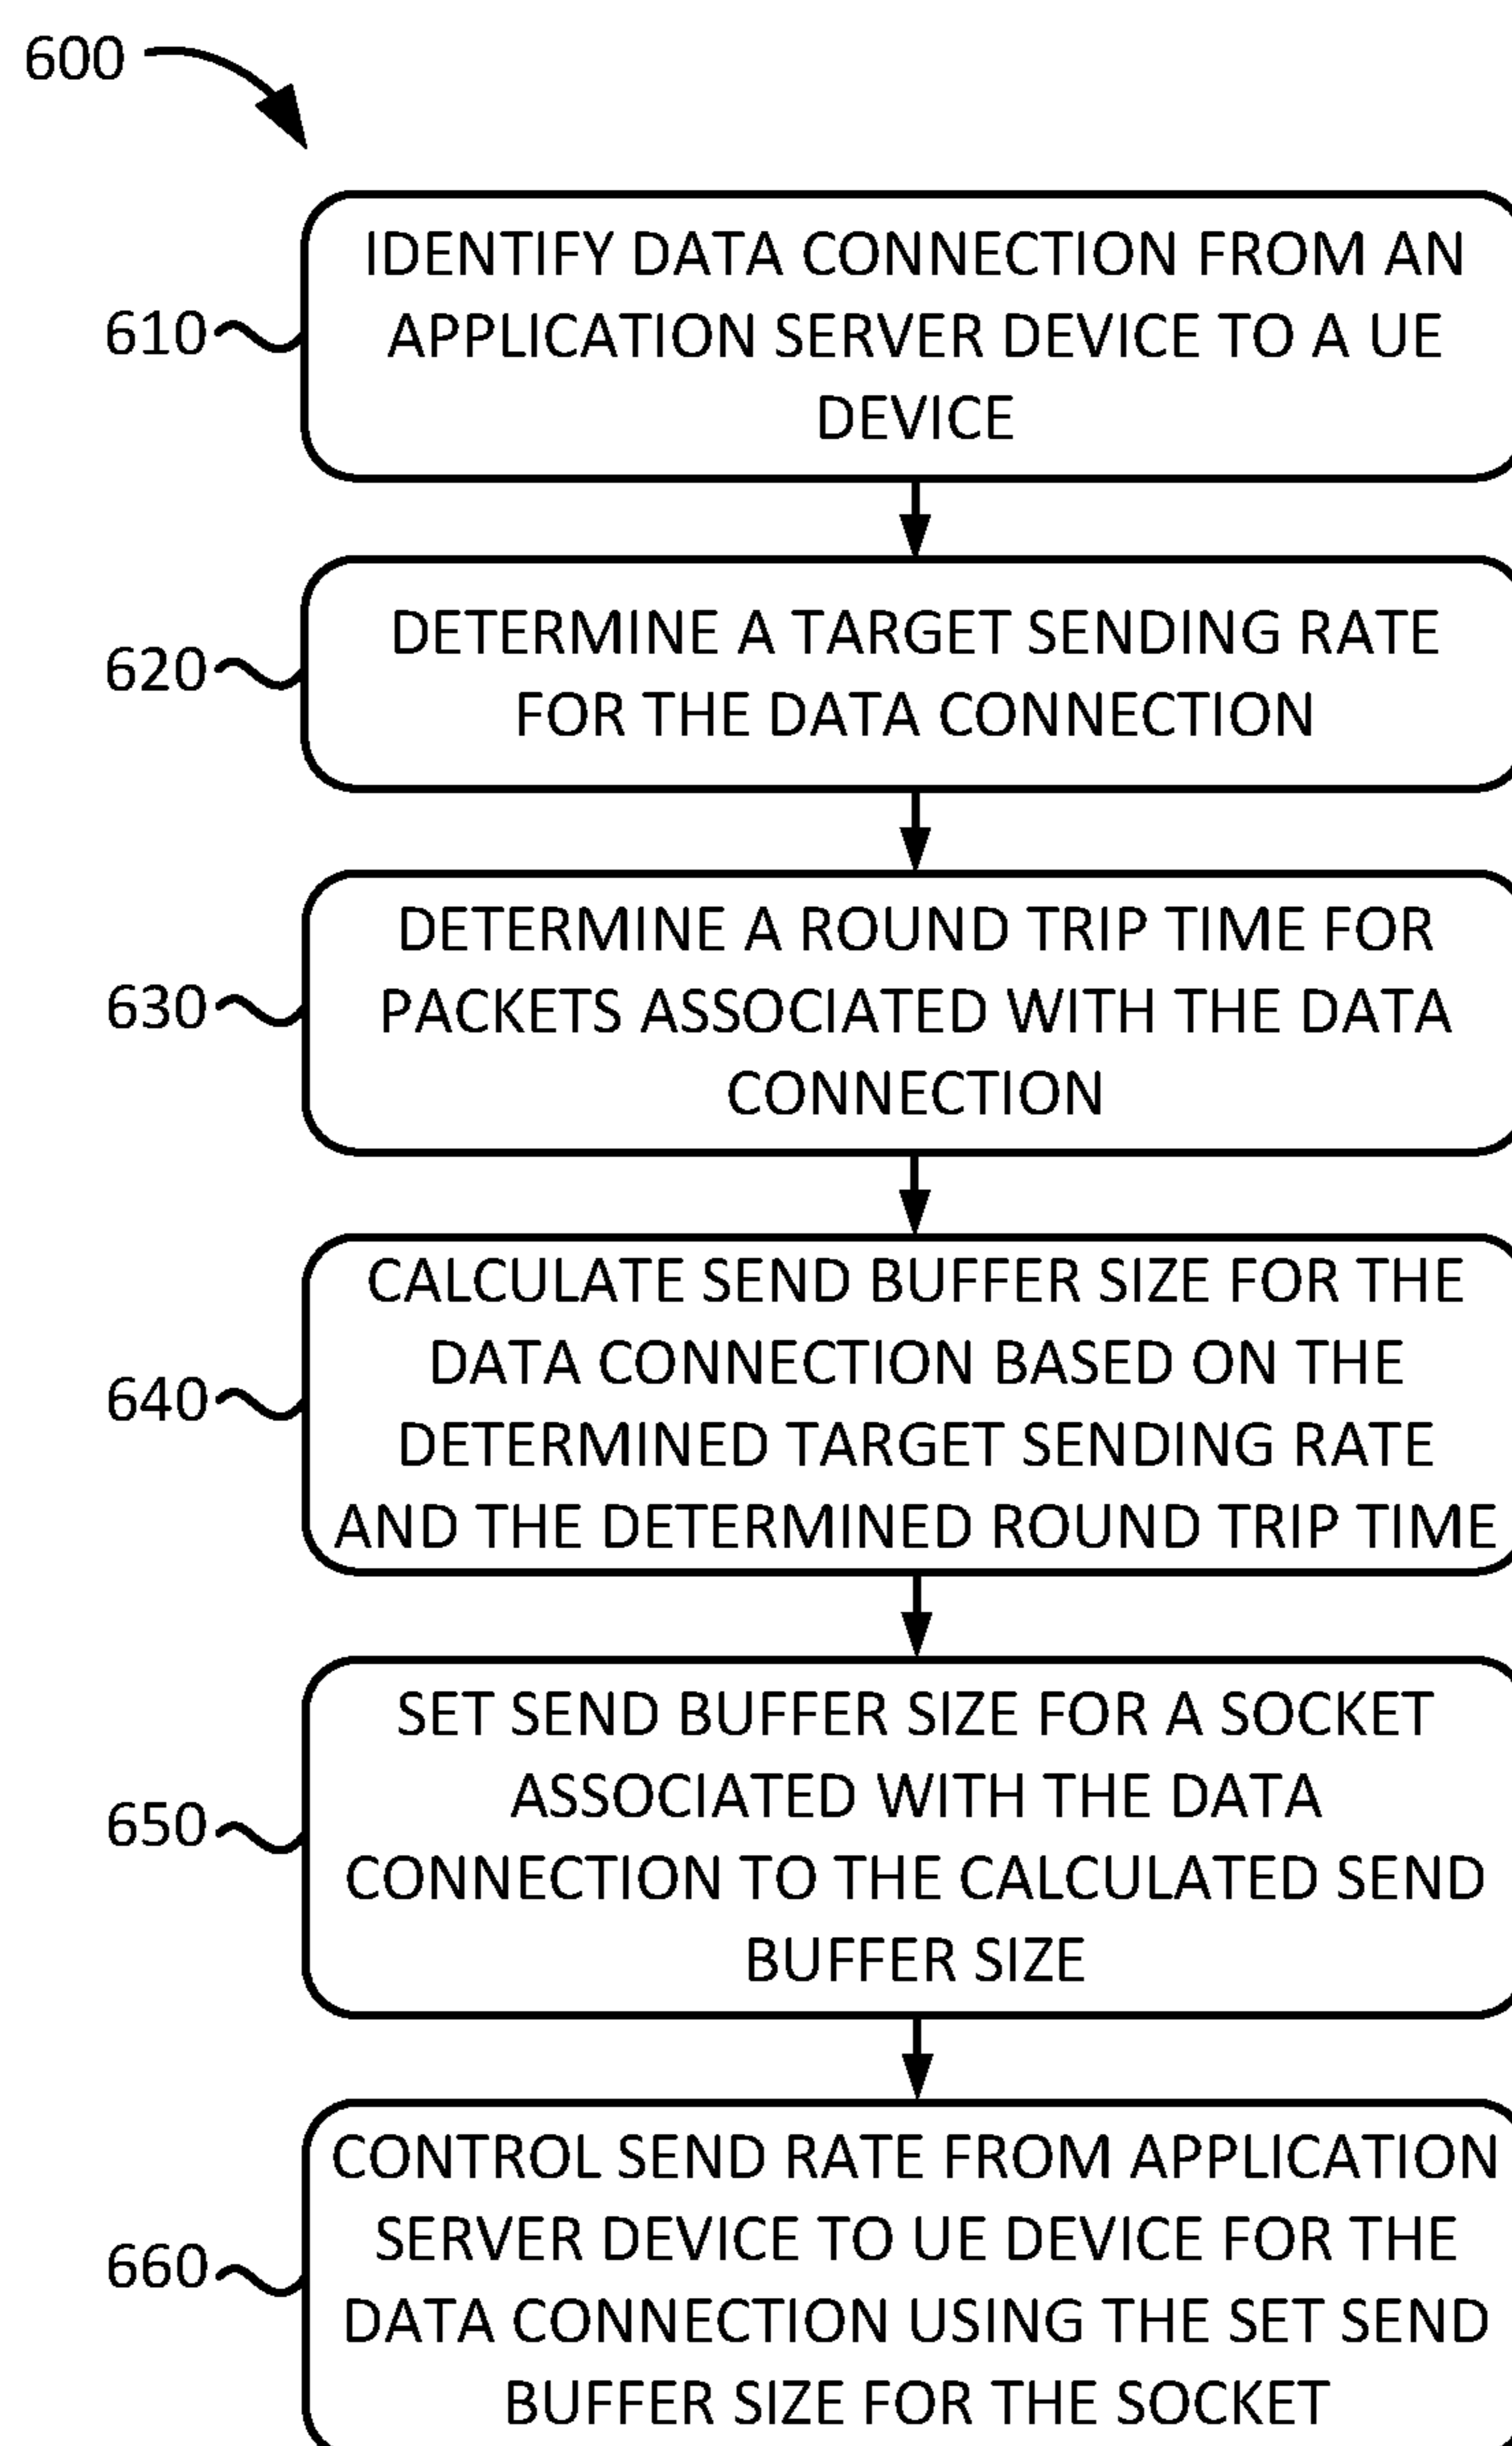 600
610
IDENTIFY DATA CONNECTION FROM AN
APPLICATION SERVER DEVICE TO A UE
DEVICE
620
DETERMINE A TARGET SENDING RATE
FOR THE DATA CONNECTION
630
DETERMINE A ROUND TRIP TIME FOR
PACKETS ASSOCIATED WITH THE DATA
CONNECTION
640
CALCULATE SEND BUFFER SIZE FOR THE
DATA CONNECTION BASED ON THE
DETERMINED TARGET SENDING RATE
AND THE DETERMINED ROUND TRIP TIME
650
SET SEND BUFFER SIZE FOR A SOCKET
ASSOCIATED WITH THE DATA
CONNECTION TO THE CALCULATED SEND
BUFFER SIZE
660
CONTROL SEND RATE FROM APPLICATION
SERVER DEVICE TO UE DEVICE FOR THE
DATA CONNECTION USING THE SET SEND
BUFFER SIZE FOR THE SOCKET